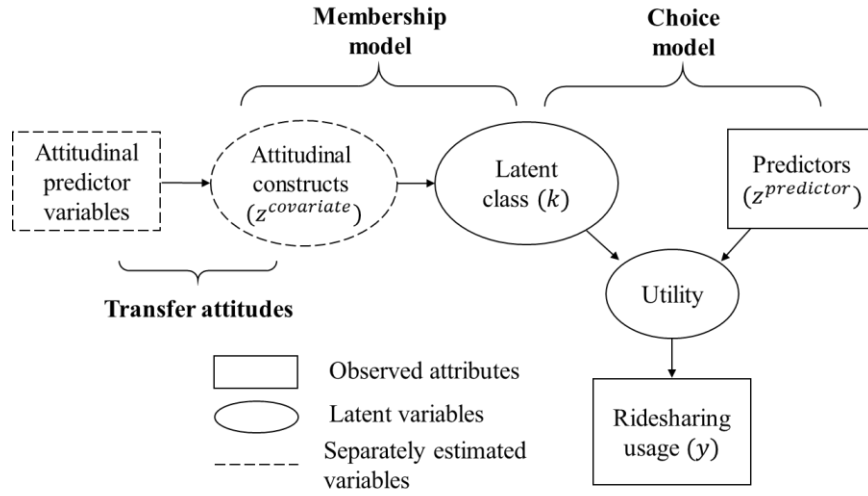 Membership
model
Choice
model
Attitudinal
predictor
variables
Attitudinal
constructs
(z^covariate)
Latent
class (k)
Predictors
(z^predictor)
Transfer attitudes
Utility
Observed attributes
Latent variables
Separately estimated
variables
Ridesharing
usage (y)